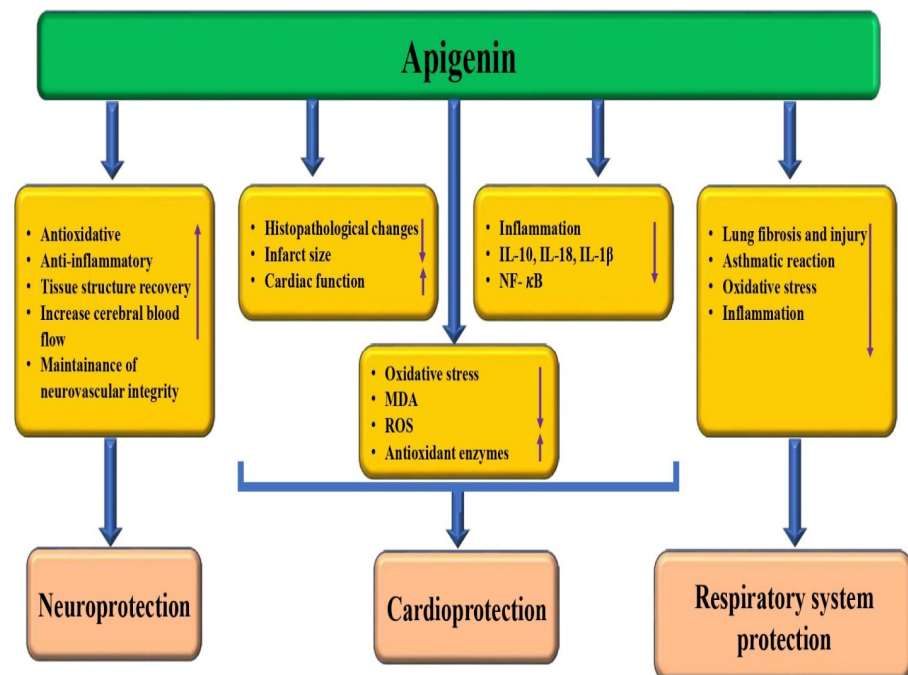 Apigenin
• Antioxidative
• Anti-inflammatory
• Tissue structure recovery
• Increase cerebral blood
flow
• Maintainance of
neurovascular integrity
• Histopathological changes
• Infarct size
• Cardiac function
• Inflammation
• IL-10, IL-18, IL-1β
• NF- κB
• Lung fibrosis and injury
• Asthmatic reaction
• Oxidative stress
• Inflammation
• Oxidative stress
• MDA
• ROS
• Antioxidant enzymes
Neuroprotection
Cardioprotection
Respiratory system
protection